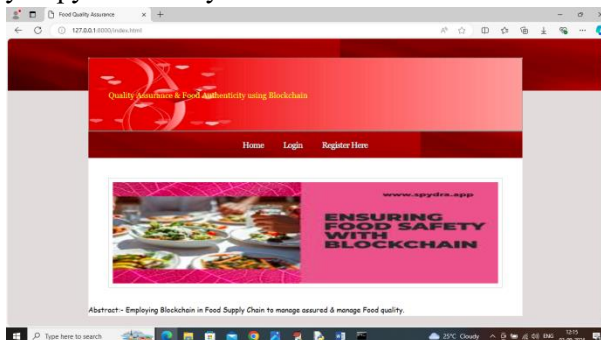 Food Quality Assurance
127.0.0.1:8000/index.html
Quality Assurance & Food Authenticity using Blockchain
Home Login Register Here
www.spydra.app
ENSURING
FOOD SAFETY
WITH
BLOCKCHAIN
Abstract:- Employing Blockchain in Food Supply Chain to manage assured & manage Food quality.
Type here to search
25°C Cloudy
ENG
12:15